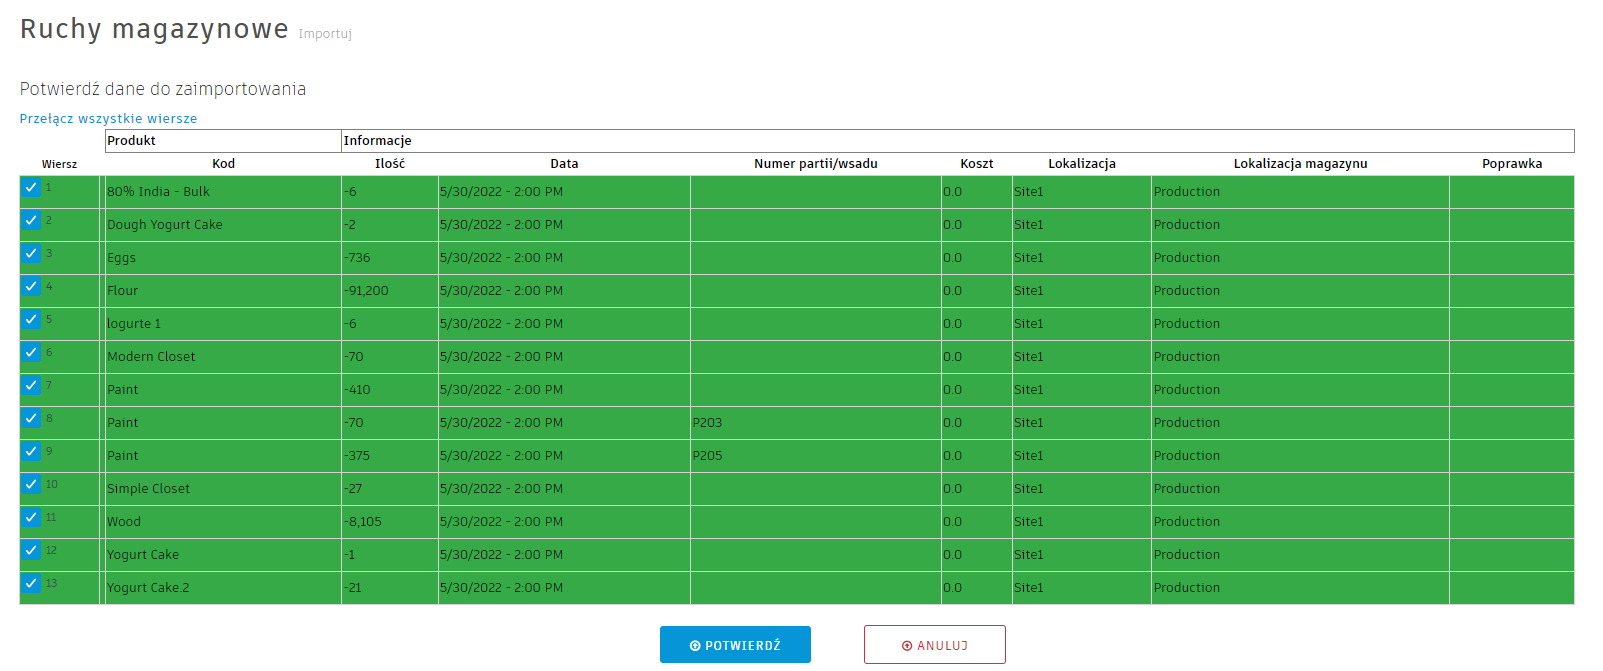 Ruchy magazynowe Importuj
Potwierdź dane do zaimportowania
Przełącz wszystkie wiersze
Produkt Informacje
Wiersz Kod Ilość Data Numer partii/wsadu Koszt Lokalizacja Lokalizacja magazynu Poprawka
1 80% India - Bulk -6 5/30/2022 - 2:00 PM 0.0 Site1 Production
2 Dough Yogurt Cake -2 5/30/2022 - 2:00 PM 0.0 Site1 Production
3 Eggs -736 5/30/2022 - 2:00 PM 0.0 Site1 Production
4 Flour -91,200 5/30/2022 - 2:00 PM 0.0 Site1 Production
5 Iogurte 1 -6 5/30/2022 - 2:00 PM 0.0 Site1 Production
6 Modern Closet -70 5/30/2022 - 2:00 PM 0.0 Site1 Production
7 Paint -410 5/30/2022 - 2:00 PM 0.0 Site1 Production
8 Paint -70 5/30/2022 - 2:00 PM P203 0.0 Site1 Production
9 Paint -375 5/30/2022 - 2:00 PM P205 0.0 Site1 Production
10 Simple Closet -27 5/30/2022 - 2:00 PM 0.0 Site1 Production
11 Wood -8,105 5/30/2022 - 2:00 PM 0.0 Site1 Production
12 Yogurt Cake -1 5/30/2022 - 2:00 PM 0.0 Site1 Production
13 Yogurt Cake.2 -21 5/30/2022 - 2:00 PM 0.0 Site1 Production
POTWIERDŹ ANULUJ